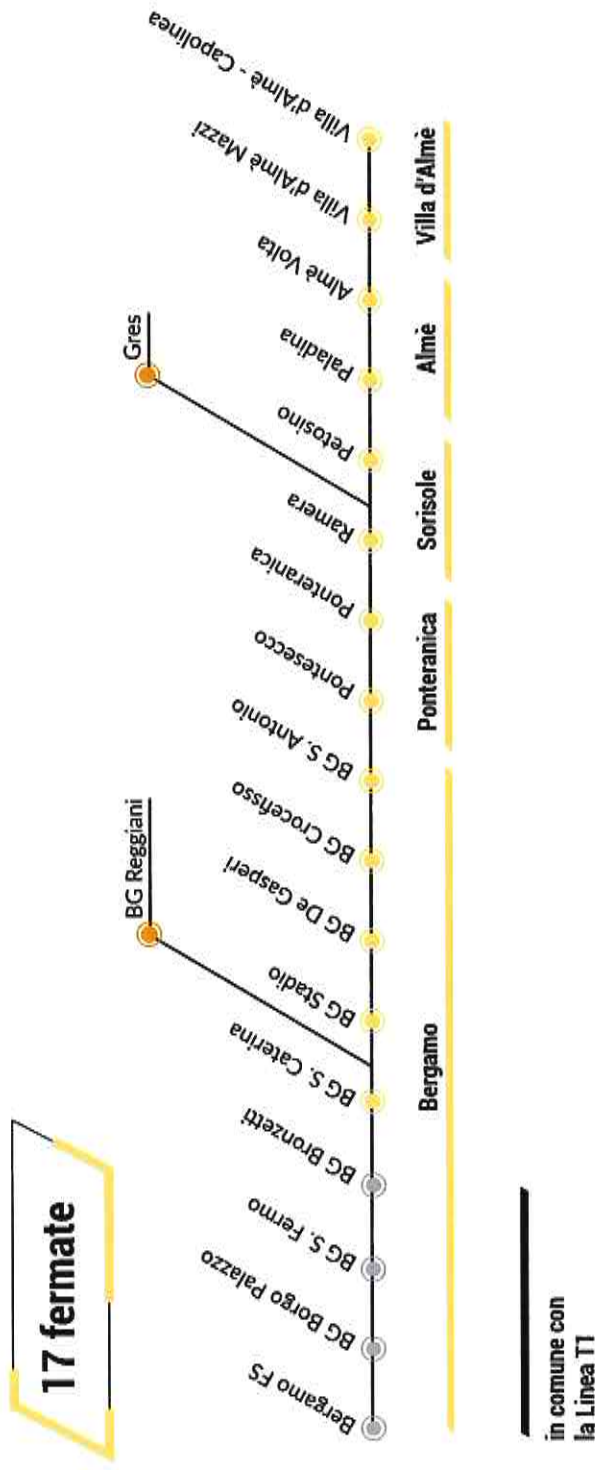 17 fermate
BG Reggiani
Gres
Bergamo FS
BG Borgo Palazzo
BG S. Fermo
BG Bronzetti
BG S. Caterina
BG Stadio
BG De Gasperi
BG Crocefisso
BG S. Antonio
Pontesecco
Ponteranica
Ramera
Petosino
Paladina
Almè Volta
Villa d'Almè Mazzi
Villa d'Almè - Capolinea
Bergamo
Ponteranica
Sorisole
Almè
Villa d'Almè
in comune con
la Linea T1